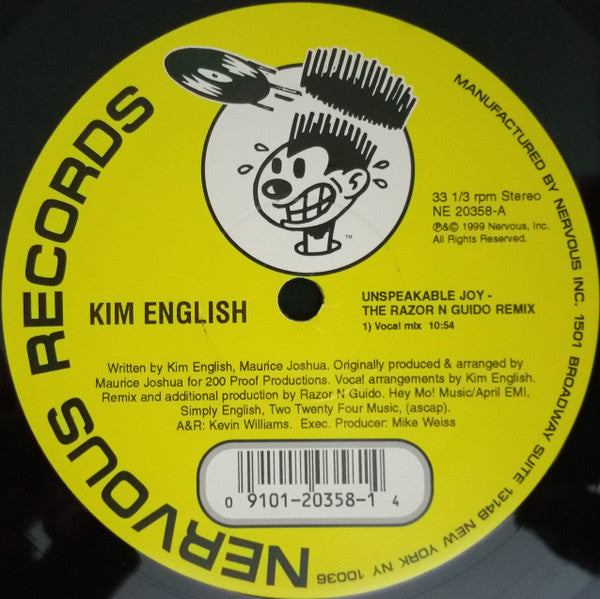 NERVOUS RECORDS
MANUFACTURED BY NERVOUS INC. 1501 BROADWAY SUITE 1314B NEW YORK NY 10036
TM
33 1/3 rpm Stereo
NE 20358-A
℗&© 1999 Nervous, Inc.
All Rights Reserved.
KIM ENGLISH
UNSPEAKABLE JOY -
THE RAZOR N GUIDO REMIX
1) Vocal mix 10:54
Written by Kim English, Maurice Joshua. Originally produced & arranged by
Maurice Joshua for 200 Proof Productions. Vocal arrangements by Kim English.
Remix and additional production by Razor N Guido. Hey Mo! Music/April EMI,
Simply English, Two Twenty Four Music, (ascap).
A&R: Kevin Williams. Exec. Producer: Mike Weiss
0 9101-20358-1 4